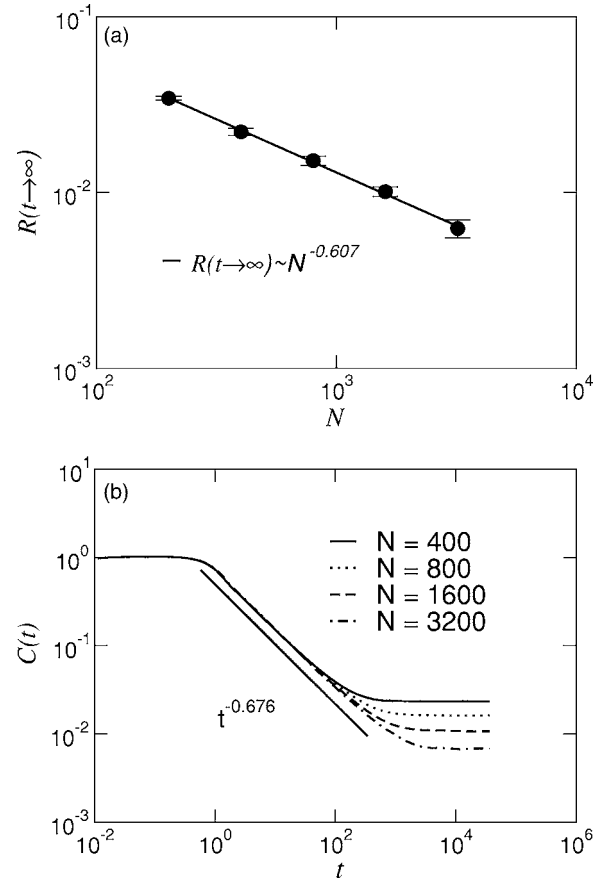 (a)
10^-1
10^-2
10^-3
R(t→∞)
— R(t→∞)~N^-0.607
10^2 10^3 10^4
N
(b)
10^1
10^0
10^-1
10^-2
10^-3
C(t)
N = 400
N = 800
N = 1600
N = 3200
t^-0.676
10^-2 10^0 10^2 10^4 10^6
t